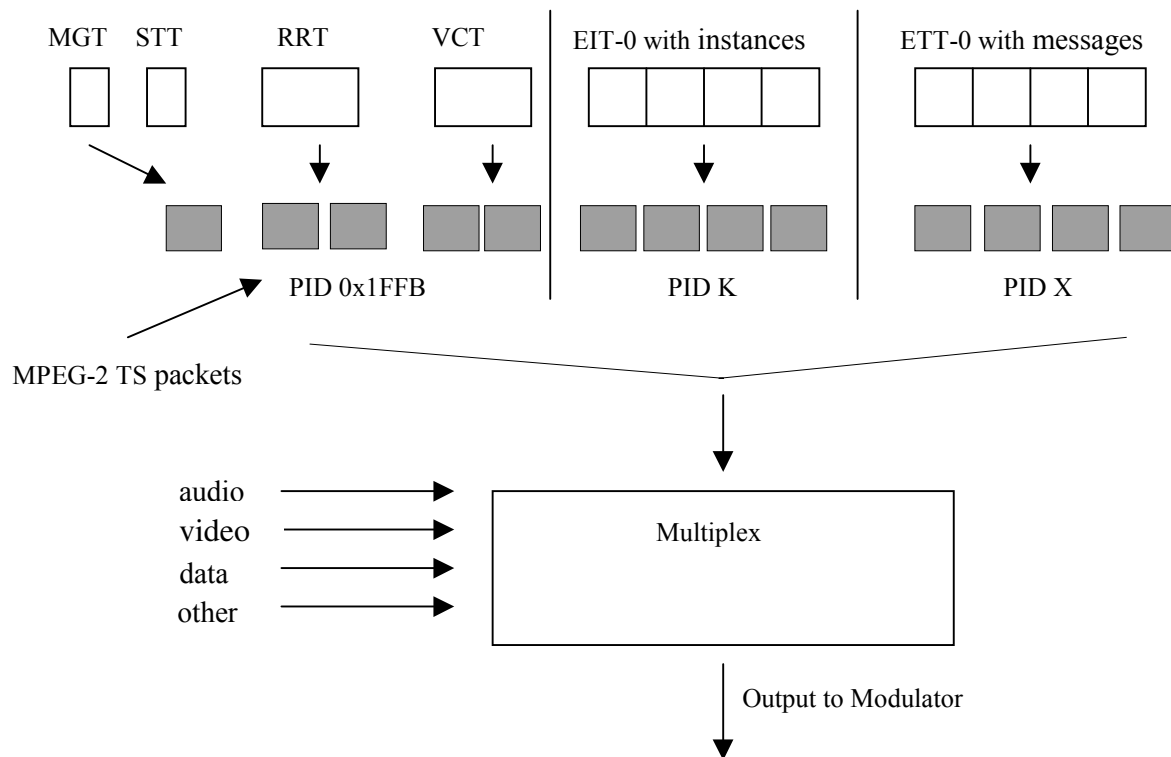 MGT STT RRT VCT EIT-0 with instances ETT-0 with messages
PID 0x1FFB PID K PID X
MPEG-2 TS packets
audio
video
data
other
Multiplex
Output to Modulator